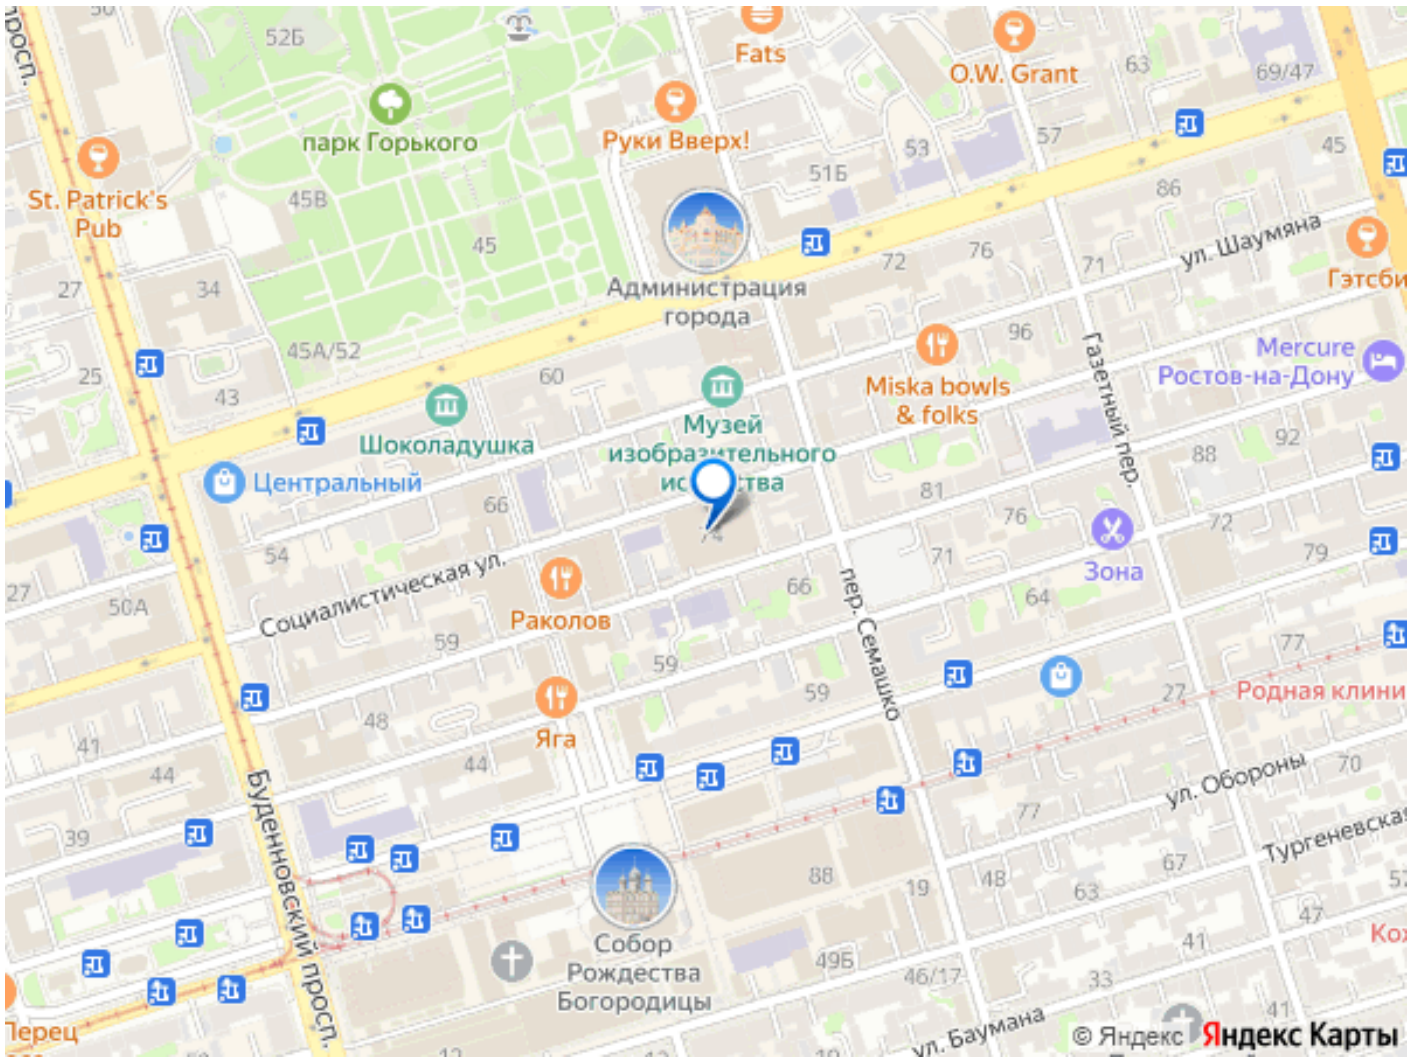 50
52Б
Fats
O.W. Grant
63
69/47
просп.
парк Горького
Руки Вверх!
57
53
45
51Б
St. Patrick's
Pub
45В
86
45
ул. Шаумяна
76
72
71
Гэтсби
27
34
Администрация
города
96
45А/52
Mercure
Ростов-на-Дону
Газетный пер.
60
25
43
Miska bowls
& folks
Шоколадушка
Музей
изобразительного
92
88
Центральный
81
66
76
72
74
54
71
79
Социалистическая ул.
Зона
27
50А
66
64
Раколов
59
пер. Семашко
77
59
59
27
Родная клини
48
Яга
41
44
44
ул. Обороны
70
Буденновский просп.
77
39
Тургеневская
67
88
19
48
63
47
Собор
Рождества
Богородицы
41
Ко
49Б
46/17
33
41
Перец
ул. Баумана
12
© Яндекс
Яндекс Карты